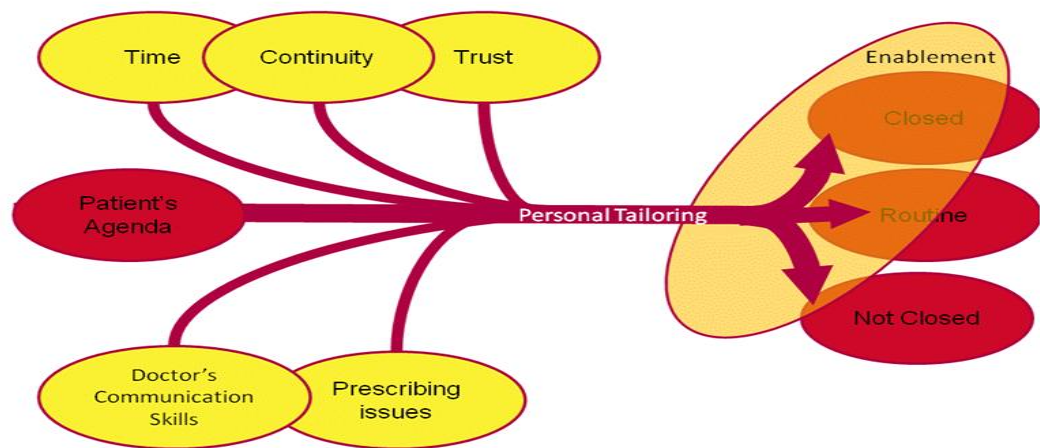 Time
Continuity
Trust
Enablement
Closed
Patient's
Agenda
Personal Tailoring
Routine
Not Closed
Doctor's
Communication
Skills
Prescribing
issues